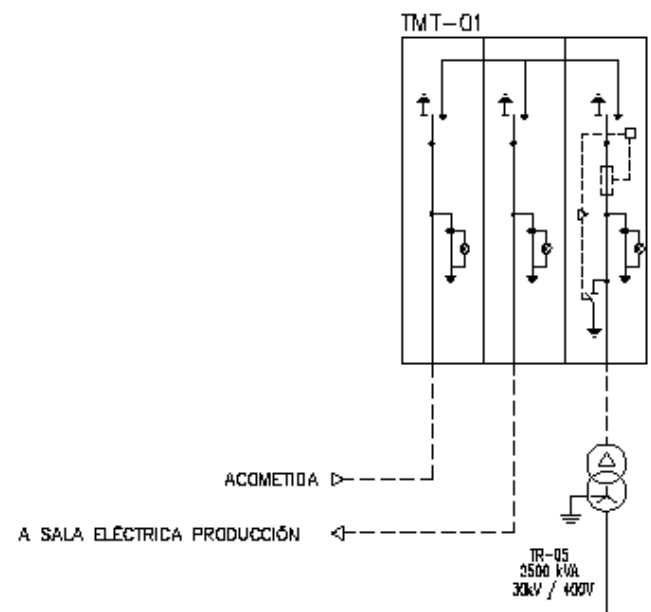 TMT-01
ACOMETIDA
A SALA ELÉCTRICA PRODUCCIÓN
TR-05
2500 kVA
30kV / 400V